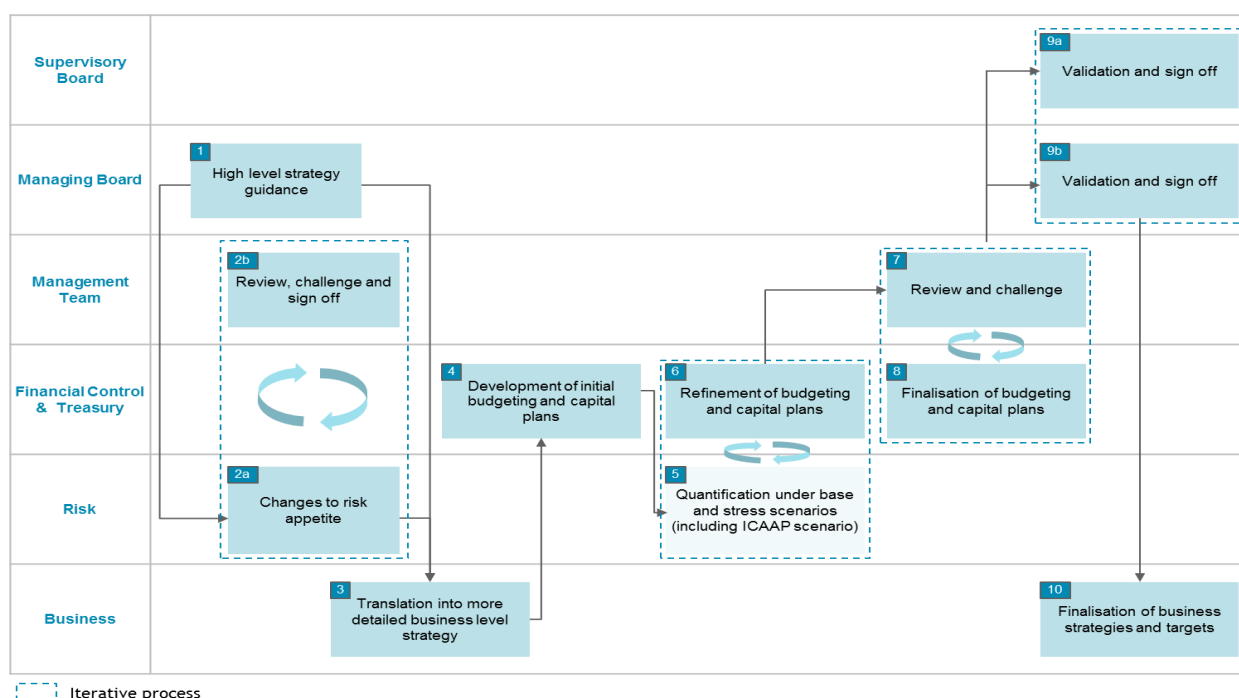 Supervisory
Board
9a
Validation and sign off
Managing Board
1
High level strategy
guidance
9b
Validation and sign off
Management
Team
2b
Review, challenge and
sign off
7
Review and challenge
Financial Control
& Treasury
4
Development of initial
budgeting and capital plans
6
Refinement of budgeting
and capital plans
8
Finalisation of budgeting
and capital plans
Risk
2a
Changes to risk
appetite
5
Quantification under base
and stress scenarios
(including ICAAP scenario)
Business
3
Translation into more
detailed business level
strategy
10
Finalisation of business
strategies and targets
Iterative process